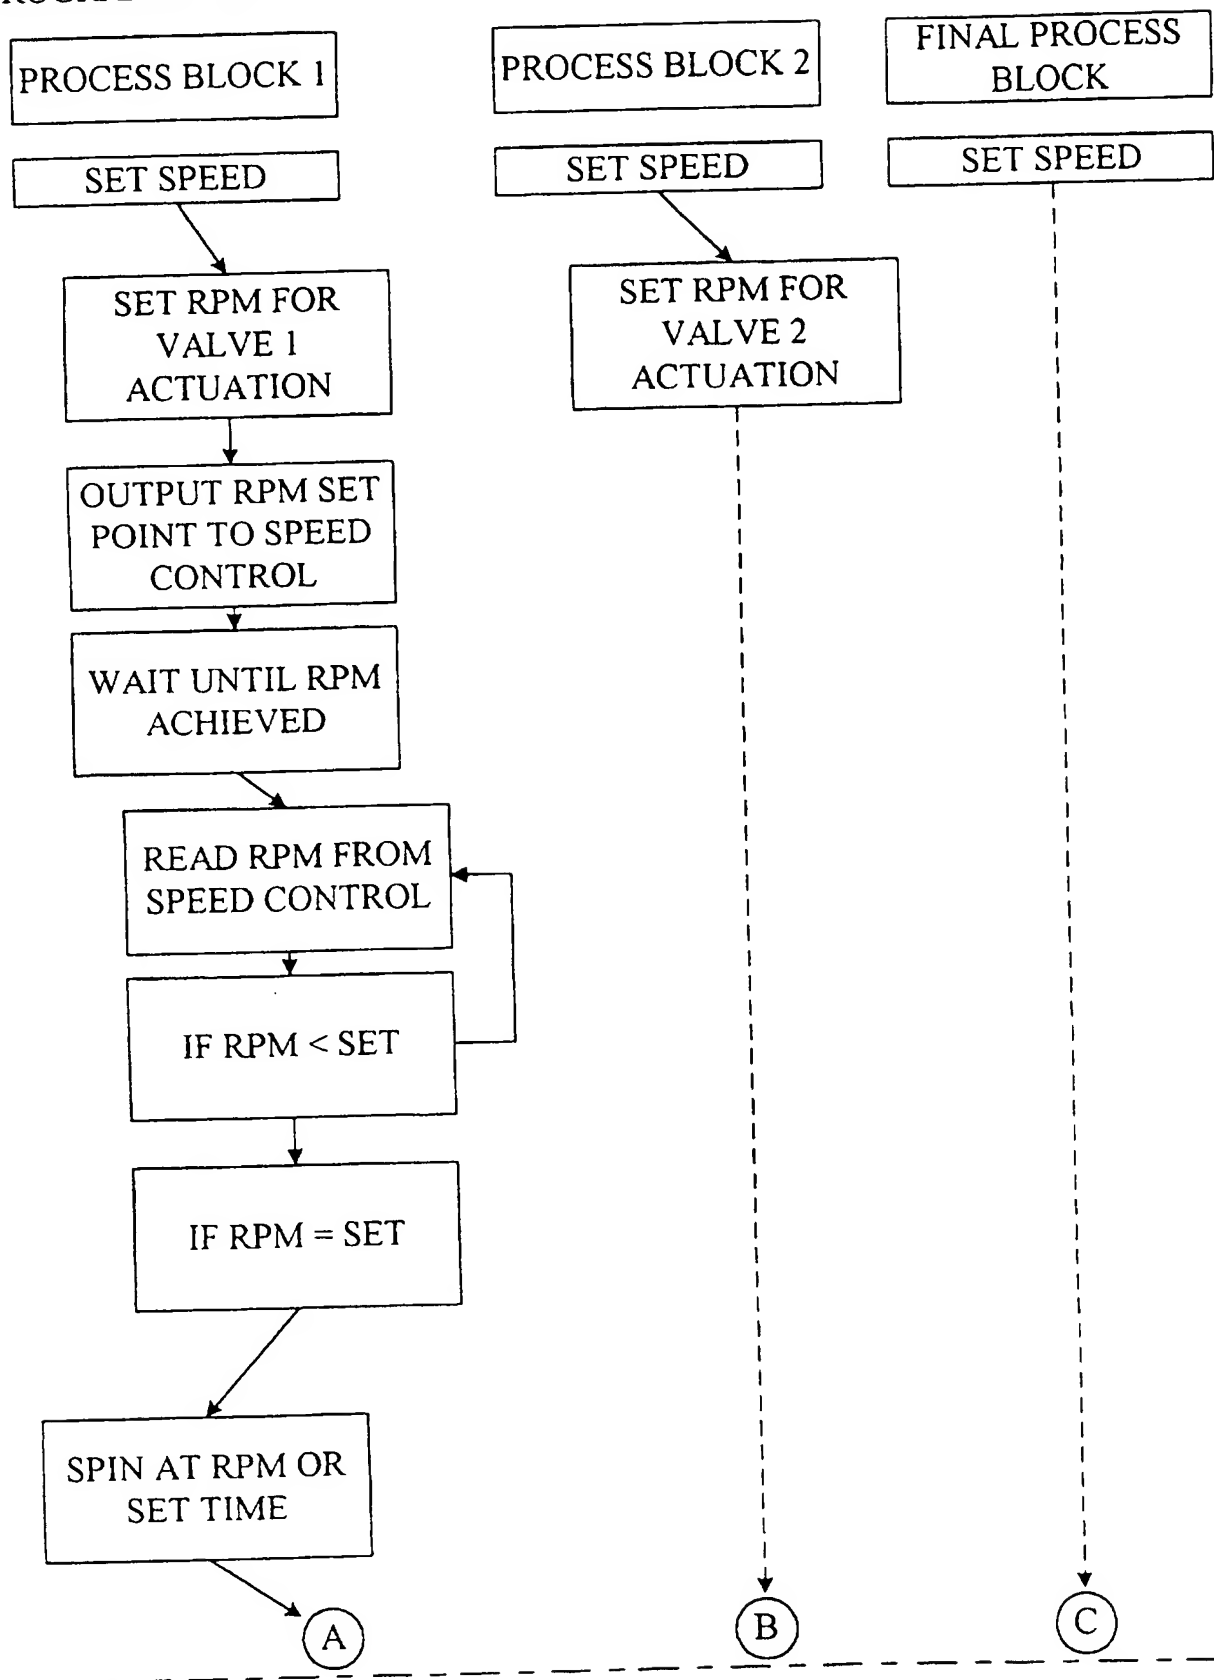 PROCESS BLOCK 1
SET SPEED
SET RPM FOR
VALVE 1
ACTUATION
OUTPUT RPM SET
POINT TO SPEED
CONTROL
WAIT UNTIL RPM
ACHIEVED
READ RPM FROM
SPEED CONTROL
IF RPM < SET
IF RPM = SET
SPIN AT RPM OR
SET TIME
A
PROCESS BLOCK 2
SET SPEED
SET RPM FOR
VALVE 2
ACTUATION
B
FINAL PROCESS
BLOCK
SET SPEED
C